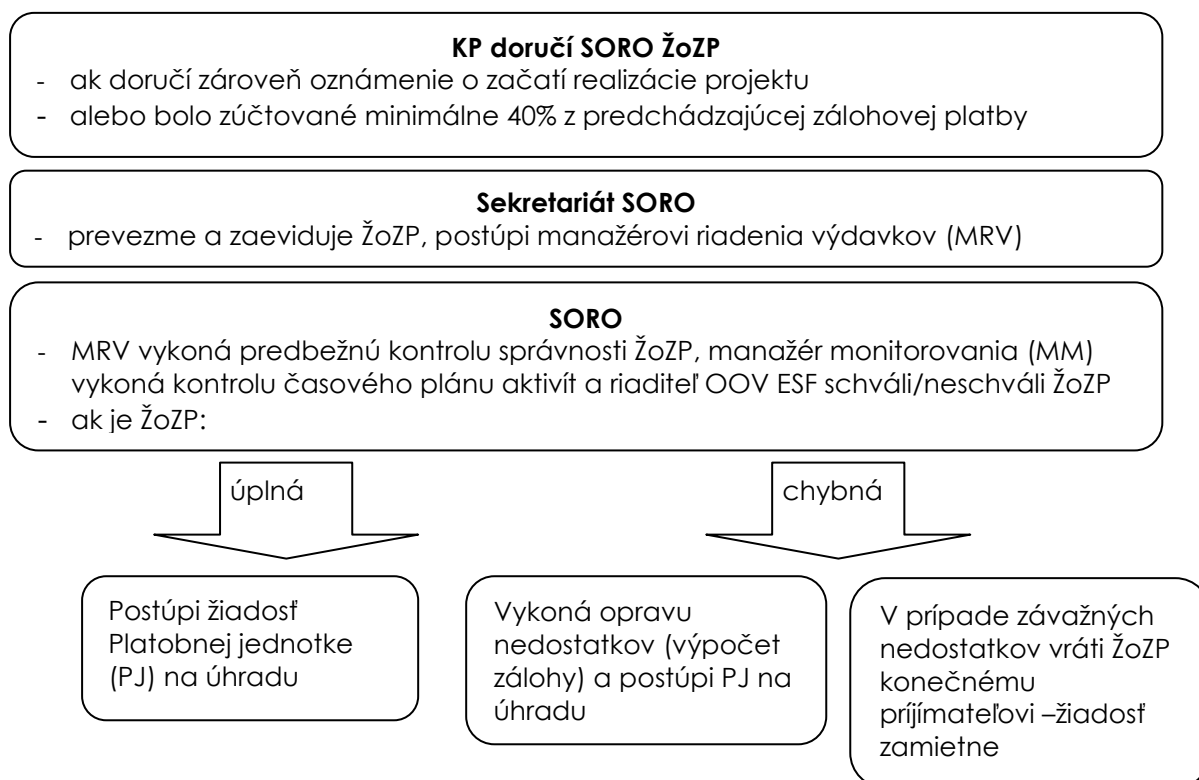 KP doručí SORO ŽoZP
- ak doručí zároveň oznámenie o začatí realizácie projektu
- alebo bolo zúčtované minimálne 40% z predchádzajúcej zálohovej platby
Sekretariát SORO
- prevezme a zaeviduje ŽoZP, postúpi manažérovi riadenia výdavkov (MRV)
SORO
- MRV vykoná predbežnú kontrolu správnosti ŽoZP, manažér monitorovania (MM)
vykoná kontrolu časového plánu aktivít a riaditeľ OOV ESF schváli/neschváli ŽoZP
- ak je ŽoZP:
úplná
chybná
Postúpi žiadosť
Platobnej jednotke
(PJ) na úhradu
Vykoná opravu
nedostatkov (výpočet
zálohy) a postúpi PJ na
úhradu
V prípade závažných
nedostatkov vráti ŽoZP
konečnému
príjímateľovi –žiadosť
zamietne